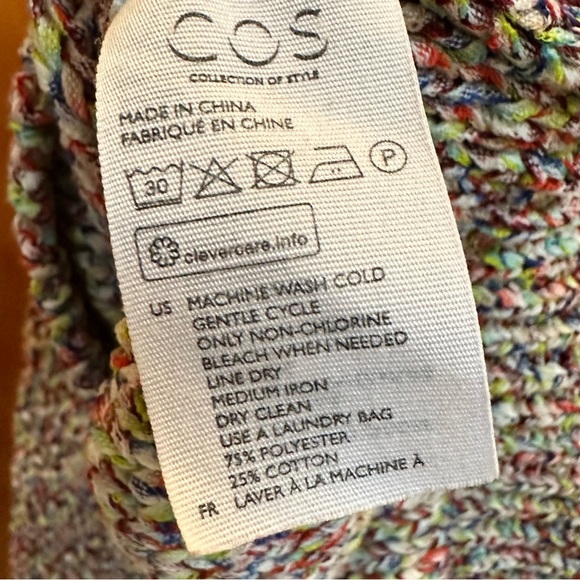 COS
COLLECTION OF STYLE
MADE IN CHINA
FABRIQUÉ EN CHINE
30 P
clevercare.info
US MACHINE WASH COLD
GENTLE CYCLE
ONLY NON-CHLORINE
BLEACH WHEN NEEDED
LINE DRY
MEDIUM IRON
DRY CLEAN
USE A LAUNDRY BAG
75% POLYESTER
25% COTTON
FR LAVER À LA MACHINE À